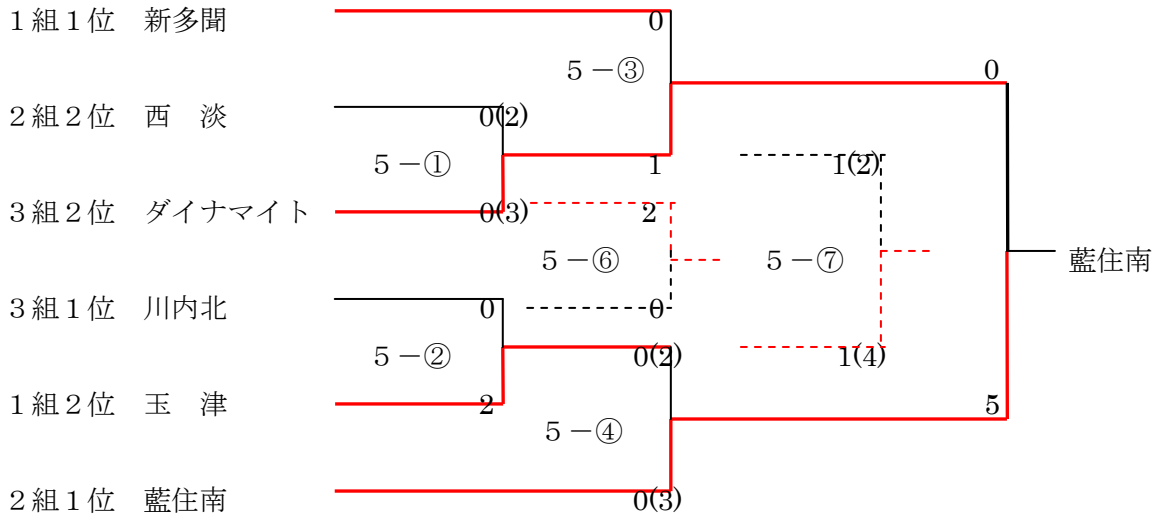 1組1位　新多聞
0
5－③
0
2組2位　西　淡
0(2)
5－①
1
1(2)
3組2位　ダイナマイト
0(3)
2
5－⑥
5－⑦
藍住南
3組1位　川内北
0
0
5－②
0(2)
1(4)
1組2位　玉　津
2
5－④
5
2組1位　藍住南
0(3)